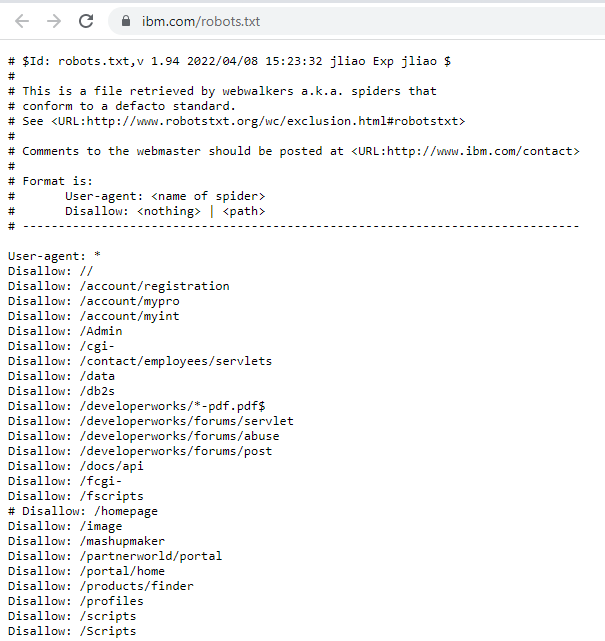 ibm.com/robots.txt
# $Id: robots.txt,v 1.94 2022/04/08 15:23:32 jliao Exp jliao $
#
# This is a file retrieved by webwalkers a.k.a. spiders that
# conform to a defacto standard.
# See <URL:http://www.robotstxt.org/wc/exclusion.html#robotstxt>
#
# Comments to the webmaster should be posted at <URL:http://www.ibm.com/contact>
#
# Format is:
#       User-agent: <name of spider>
#       Disallow: <nothing> | <path>
# ------------------------------------------------------------------------------
User-agent: *
Disallow: //
Disallow: /account/registration
Disallow: /account/mypro
Disallow: /account/myint
Disallow: /Admin
Disallow: /cgi-
Disallow: /contact/employees/servlets
Disallow: /data
Disallow: /db2s
Disallow: /developerworks/*-pdf.pdf$
Disallow: /developerworks/forums/servlet
Disallow: /developerworks/forums/abuse
Disallow: /developerworks/forums/post
Disallow: /docs/api
Disallow: /fcgi-
Disallow: /fscripts
# Disallow: /homepage
Disallow: /image
Disallow: /mashupmaker
Disallow: /partnerworld/portal
Disallow: /portal/home
Disallow: /products/finder
Disallow: /profiles
Disallow: /scripts
Disallow: /Scripts